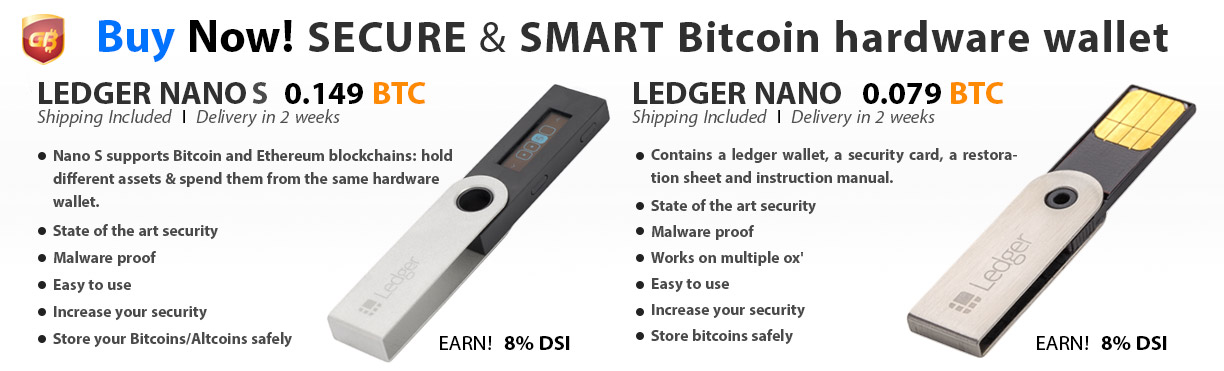 GB
Buy Now! SECURE & SMART Bitcoin hardware wallet
LEDGER NANO S 0.149 BTC
Shipping Included | Delivery in 2 weeks
• Nano S supports Bitcoin and Ethereum blockchains: hold
different assets & spend them from the same hardware
wallet.
• State of the art security
• Malware proof
• Easy to use
• Increase your security
• Store your Bitcoins/Altcoins safely
Ledger
EARN! 8% DSI
LEDGER NANO 0.079 BTC
Shipping Included | Delivery in 2 weeks
• Contains a ledger wallet, a security card, a restora-
tion sheet and instruction manual.
• State of the art security
• Malware proof
• Works on multiple ox'
• Easy to use
• Increase your security
• Store bitcoins safely
Ledger
EARN! 8% DSI